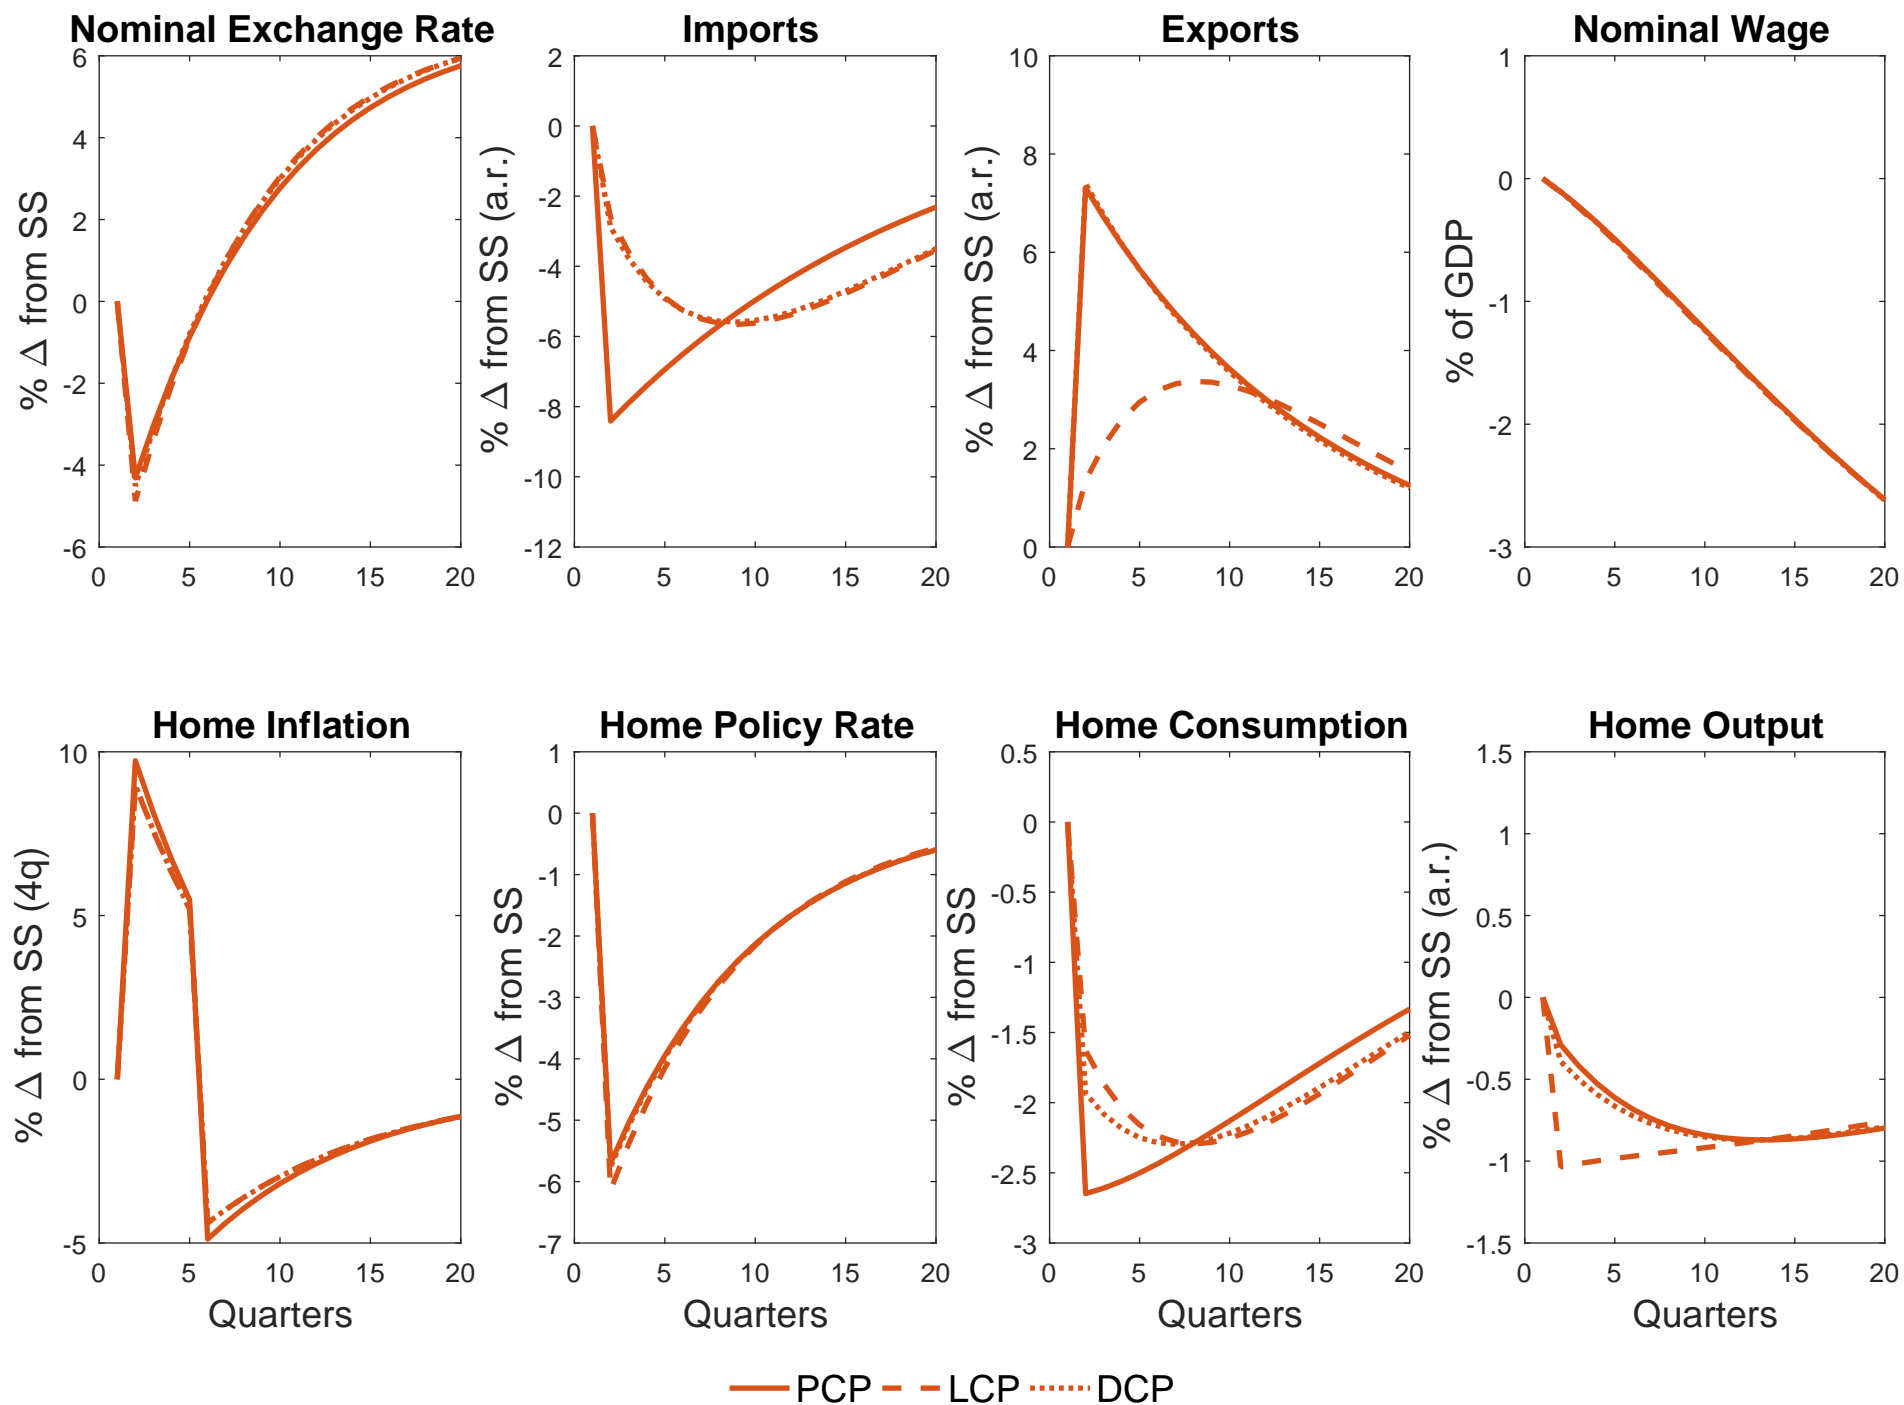 Nominal Exchange Rate
Imports
Exports
Nominal Wage
% Δ from SS
6
4
2
0
-2
-4
-6
0 5 10 15 20
% Δ from SS (a.r.)
2
0
-2
-4
-6
-8
-10
-12
0 5 10 15 20
% Δ from SS (a.r.)
10
8
6
4
2
0
0 5 10 15 20
% of GDP
1
0
-1
-2
-3
0 5 10 15 20
Home Inflation
Home Policy Rate
Home Consumption
Home Output
% Δ from SS (4q)
10
5
0
-5
0 5 10 15 20
Quarters
% Δ from SS
1
0
-1
-2
-3
-4
-5
-6
-7
0 5 10 15 20
Quarters
% Δ from SS
0.5
0
-0.5
-1
-1.5
-2
-2.5
-3
0 5 10 15 20
Quarters
% Δ from SS (a.r.)
1.5
1
0.5
0
-0.5
-1
-1.5
0 5 10 15 20
Quarters
PCP LCP DCP